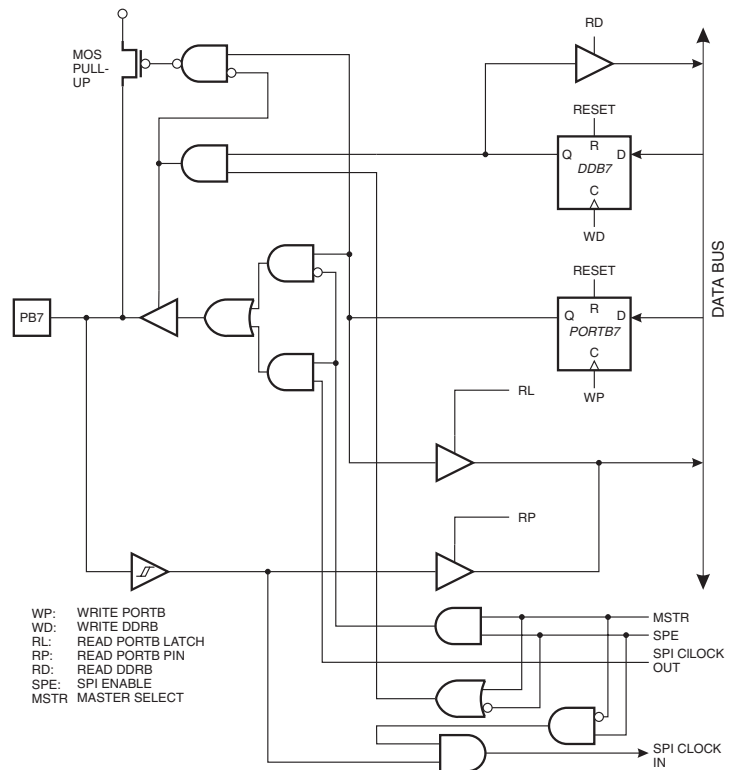 RD
MOS
PULL-
UP
RESET
R
Q
D
DDB7
C
WD
DATA BUS
RESET
R
Q
D
PORTB7
C
WP
PB7
RL
RP
WP: WRITE PORTB
WD: WRITE DDRB
RL: READ PORTB LATCH
RP: READ PORTB PIN
RD: READ DDRB
SPE: SPI ENABLE
MSTR MASTER SELECT
MSTR
SPE
SPI ClLOCK
OUT
SPI CLOCK
IN